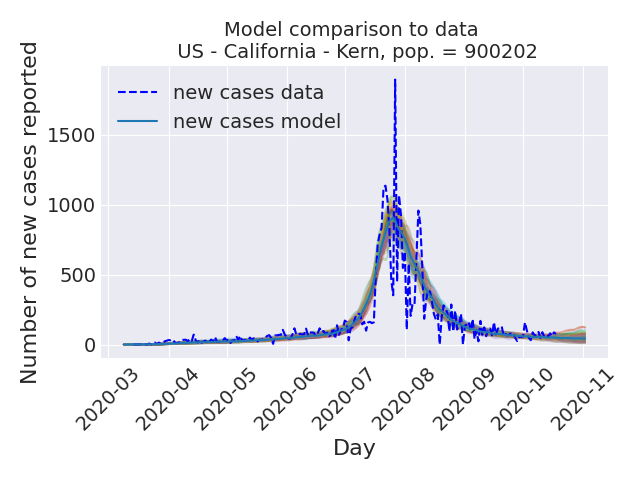 Model comparison to data
US - California - Kern, pop. = 900202
new cases data
new cases model
Number of new cases reported
1500
1000
500
0
2020-03
2020-04
2020-05
2020-06
2020-07
2020-08
2020-09
2020-10
2020-11
Day